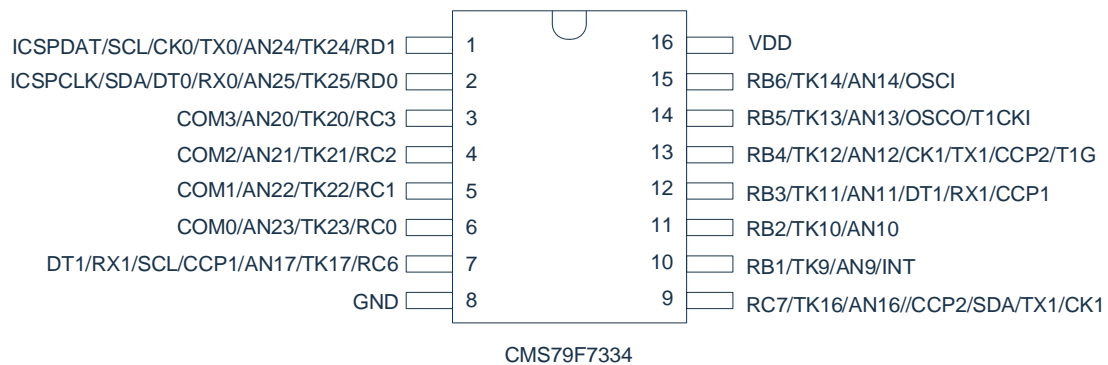 ICSPDAT/SCL/CK0/TX0/AN24/TK24/RD1 1 16 VDD
ICSPCLK/SDA/DT0/RX0/AN25/TK25/RD0 2 15 RB6/TK14/AN14/OSCI
COM3/AN20/TK20/RC3 3 14 RB5/TK13/AN13/OSCO/T1CKI
COM2/AN21/TK21/RC2 4 13 RB4/TK12/AN12/CK1/TX1/CCP2/T1G
COM1/AN22/TK22/RC1 5 12 RB3/TK11/AN11/DT1/RX1/CCP1
COM0/AN23/TK23/RC0 6 11 RB2/TK10/AN10
DT1/RX1/SCL/CCP1/AN17/TK17/RC6 7 10 RB1/TK9/AN9/INT
GND 8 9 RC7/TK16/AN16//CCP2/SDA/TX1/CK1
CMS79F7334